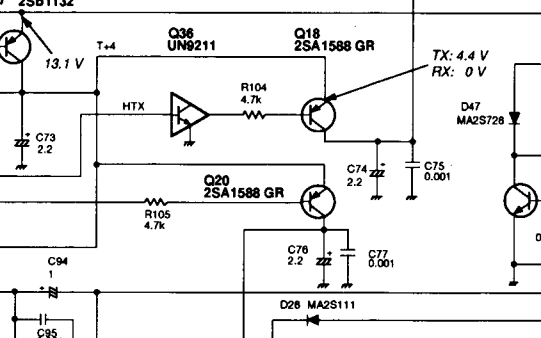 2SB1132
13.1 V
T+4
Q36
UN9211
Q18
2SA1588 GR
TX: 4.4 V
RX: 0 V
HTX
R104
4.7k
D47
MA2S728
C73
2.2
C74
2.2
C75
0.001
Q20
2SA1588 GR
R105
4.7k
C76
2.2
C77
0.001
C94
1
D26 MA2S111
C95